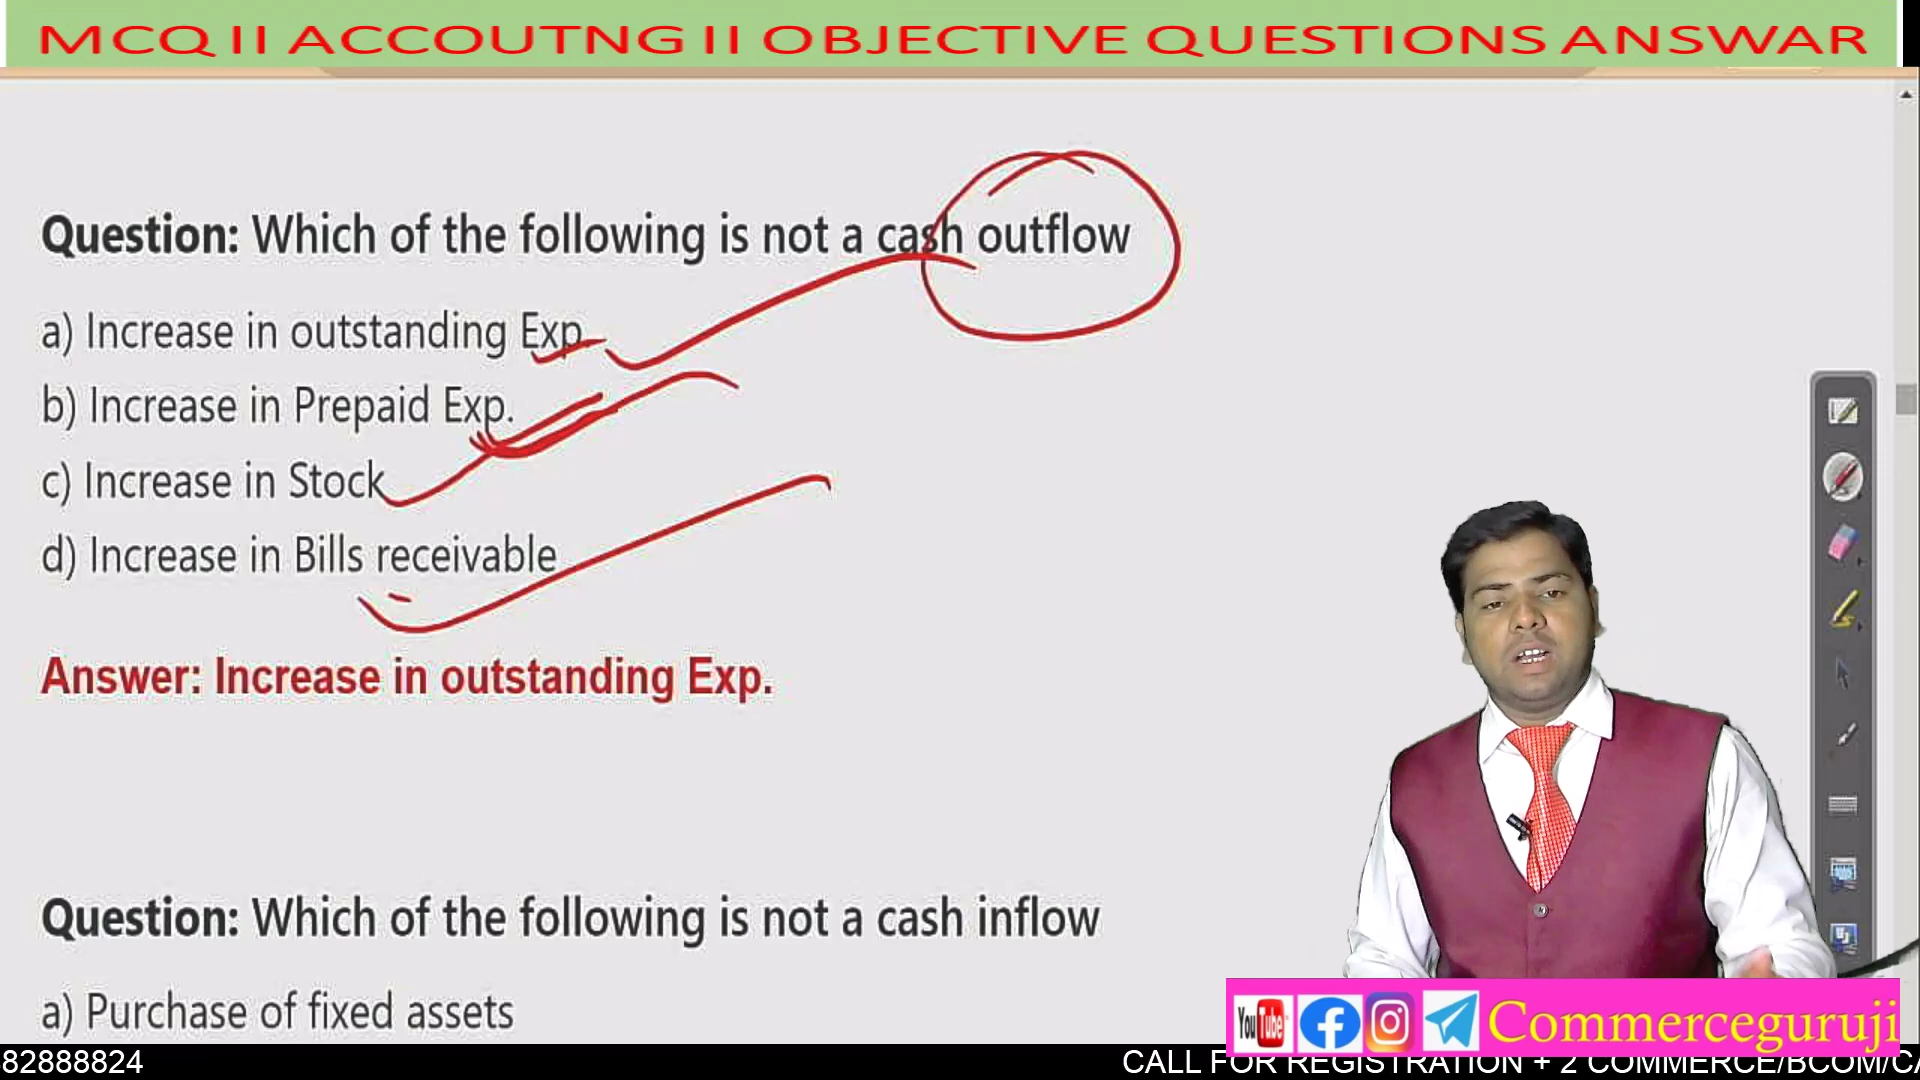 MCQ II ACCOUTNG II OBJECTIVE QUESTIONS ANSWAR
Question: Which of the following is not a cash outflow
a) Increase in outstanding Exp.
b) Increase in Prepaid Exp.
c) Increase in Stock
d) Increase in Bills receivable
Answer: Increase in outstanding Exp.
Question: Which of the following is not a cash inflow
a) Purchase of fixed assets
YouTube
Commerceguruji
82888824
CALL FOR REGISTRATION + 2 COMMERCE/BCOM/CA